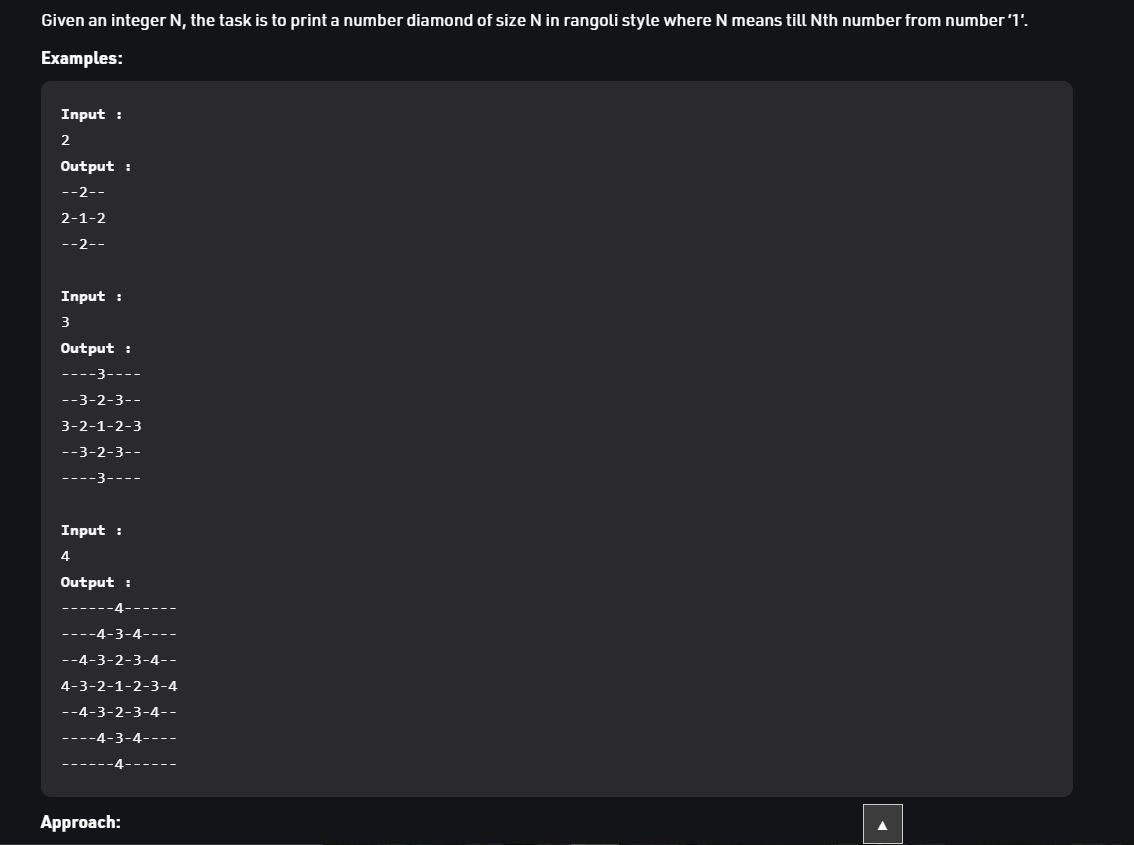 Given an integer N, the task is to print a number diamond of size N in rangoli style where N means till Nth number from number ‘1’.
Examples:
Input :
2
Output :
--2--
2-1-2
--2--
Input :
3
Output :
----3----
--3-2-3--
3-2-1-2-3
--3-2-3--
----3----
Input :
4
Output :
------4------
----4-3-4----
--4-3-2-3-4--
4-3-2-1-2-3-4
--4-3-2-3-4--
----4-3-4----
------4------
Approach: